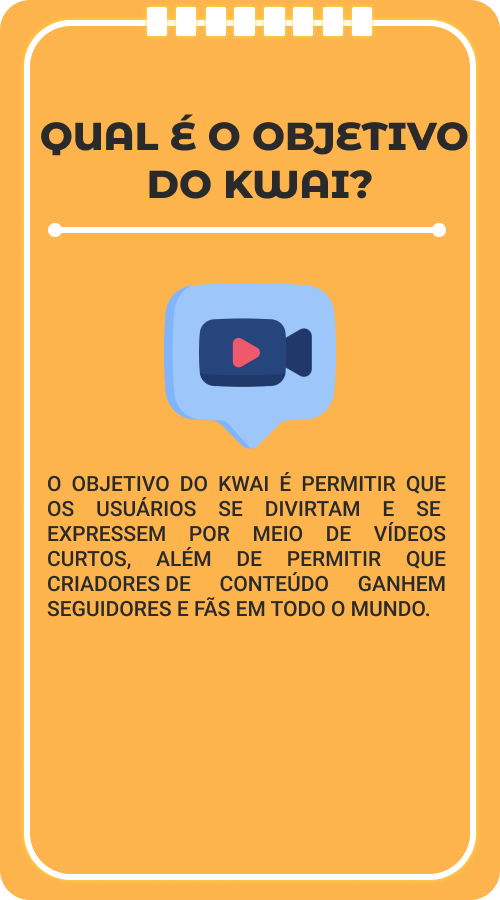 QUAL É O OBJETIVO
DO KWAI?
O OBJETIVO DO KWAI É PERMITIR QUE
OS USUÁRIOS SE DIVIRTAM E SE
EXPRESSEM POR MEIO DE VÍDEOS
CURTOS, ALÉM DE PERMITIR QUE
CRIADORES DE CONTEÚDO GANHEM
SEGUIDORES E FÃS EM TODO O MUNDO.